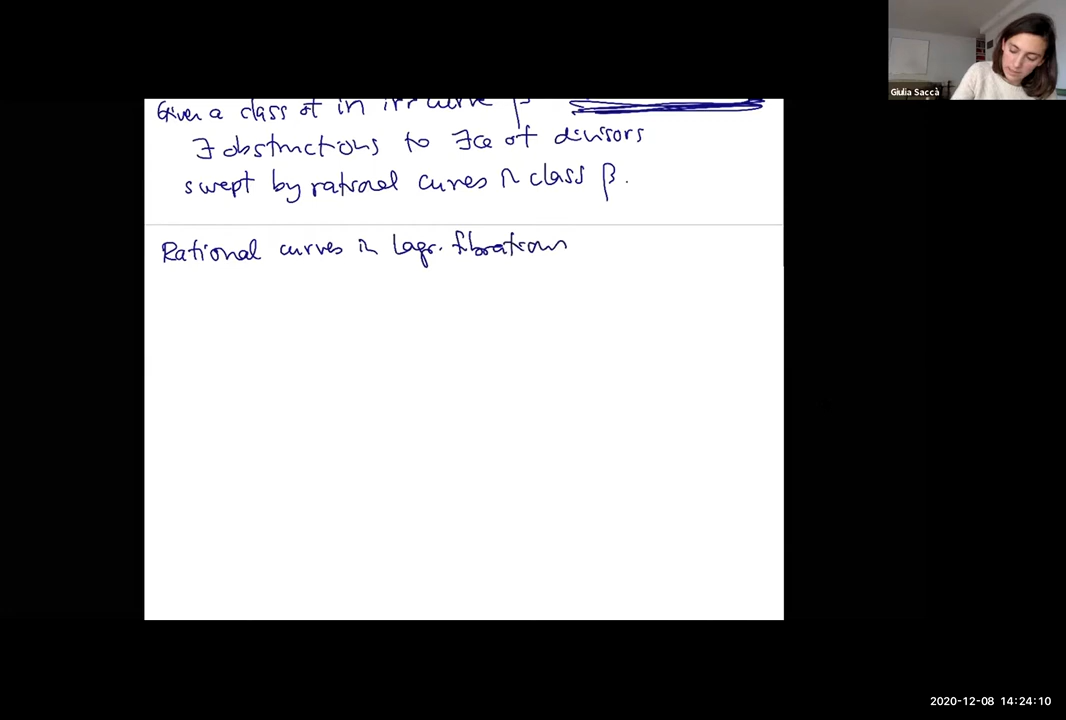 Giulia Saccà
Given a class of an irr curve β
∃ obstructions to ∃ce of divisors
swept by rational curves in class β.
Rational curves in Lagr. fibrations
2020-12-08 14:24:10